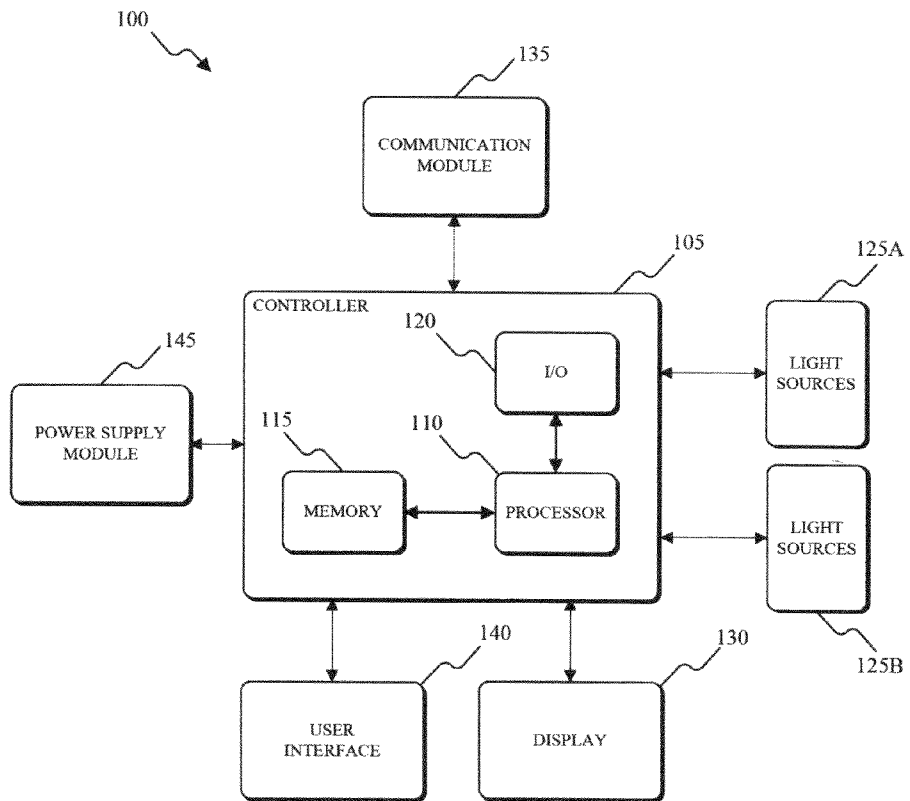 100
135
COMMUNICATION
MODULE
105
125A
CONTROLLER
120
I/O
LIGHT
SOURCES
145
POWER SUPPLY
MODULE
115
110
MEMORY
PROCESSOR
LIGHT
SOURCES
125B
140
130
USER
INTERFACE
DISPLAY